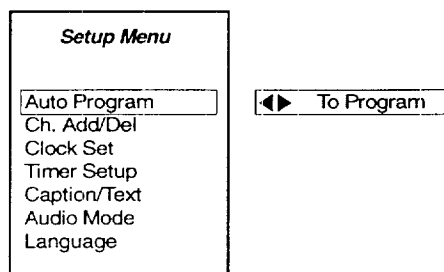 Setup Menu
Auto Program
◀▶ To Program
Ch. Add/Del
Clock Set
Timer Setup
Caption/Text
Audio Mode
Language